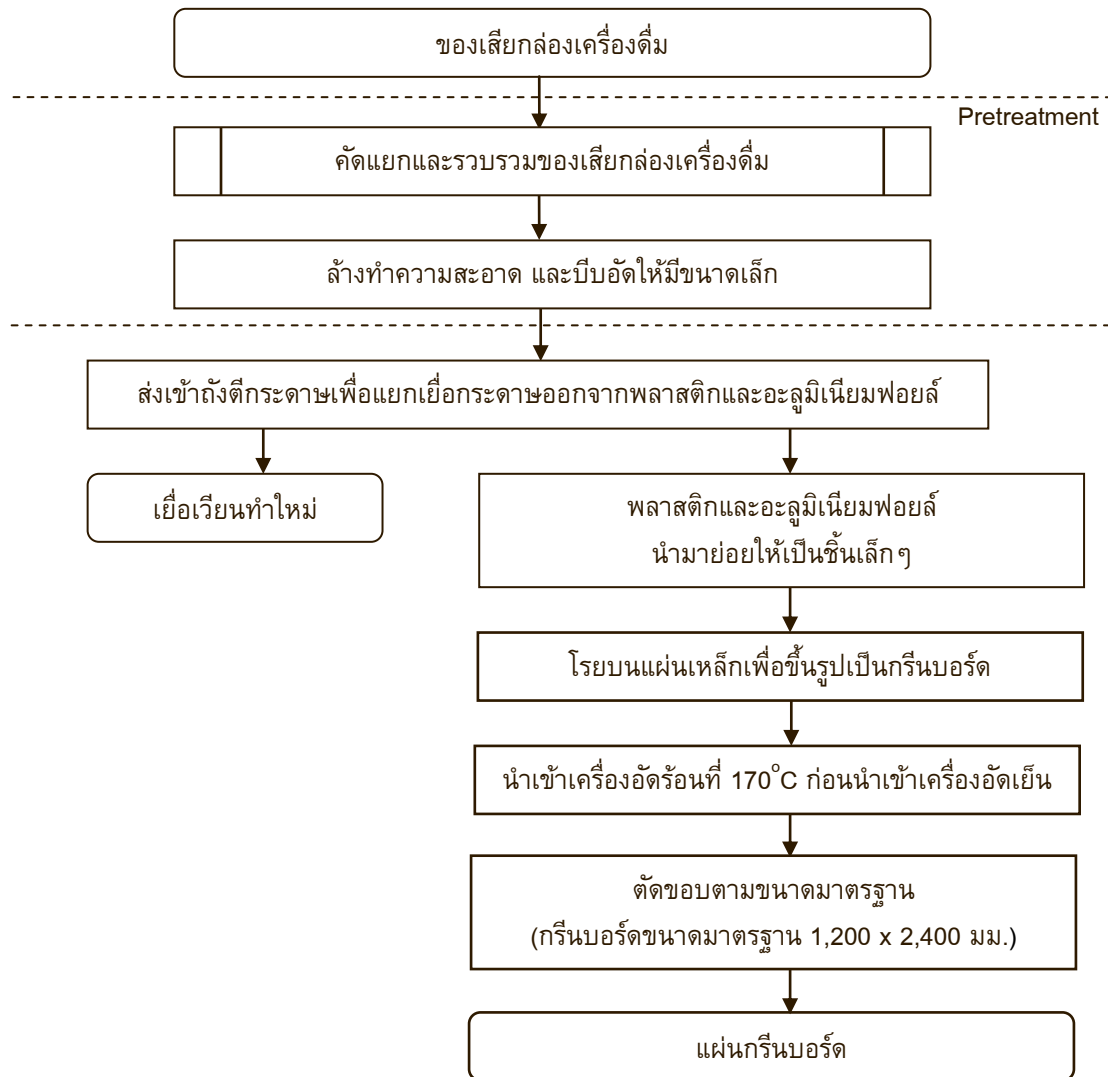 ของเสียกล่องเครื่องดื่ม
Pretreatment
คัดแยกและรวบรวมของเสียกล่องเครื่องดื่ม
ล้างทำความสะอาด และบีบอัดให้มีขนาดเล็ก
ส่งเข้าถังตีกระดาษเพื่อแยกเยื่อกระดาษออกจากพลาสติกและอะลูมิเนียมฟอยล์
เยื่อเวียนทำใหม่
พลาสติกและอะลูมิเนียมฟอยล์
นำมาย่อยให้เป็นชิ้นเล็กๆ
โรยบนแผ่นเหล็กเพื่อขึ้นรูปเป็นกรีนบอร์ด
นำเข้าเครื่องอัดร้อนที่ 170°C ก่อนนำเข้าเครื่องอัดเย็น
ตัดขอบตามขนาดมาตรฐาน
(กรีนบอร์ดขนาดมาตรฐาน 1,200 x 2,400 มม.)
แผ่นกรีนบอร์ด